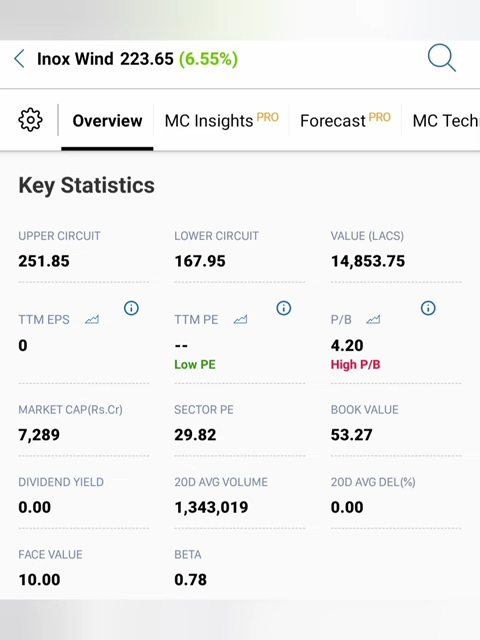 Inox Wind 223.65 (6.55%)
Overview MC Insights PRO Forecast PRO MC Tech
Key Statistics
UPPER CIRCUIT LOWER CIRCUIT VALUE (LACS)
251.85 167.95 14,853.75
TTM EPS TTM PE P/B
0 -- 4.20
Low PE High P/B
MARKET CAP(Rs.Cr) SECTOR PE BOOK VALUE
7,289 29.82 53.27
DIVIDEND YIELD 20D AVG VOLUME 20D AVG DEL(%)
0.00 1,343,019 0.00
FACE VALUE BETA
10.00 0.78